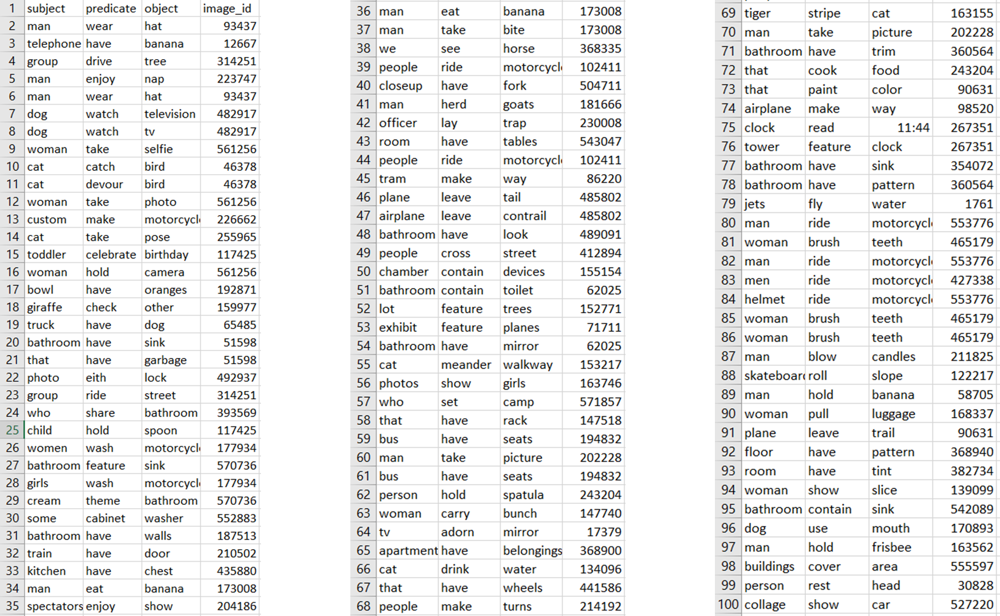 1 subject predicate object image_id
2 man wear hat 93437
3 telephone have banana 12667
4 group drive tree 314251
5 man enjoy nap 223747
6 man wear hat 93437
7 dog watch television 482917
8 dog watch tv 482917
9 woman take selfie 561256
10 cat catch bird 46378
11 cat devour bird 46378
12 woman take photo 561256
13 custom make motorcycl 226662
14 cat take pose 255965
15 toddler celebrate birthday 117425
16 woman hold camera 561256
17 bowl have oranges 192871
18 giraffe check other 159977
19 truck have dog 65485
20 bathroom have sink 51598
21 that have garbage 51598
22 photo eith lock 492937
23 group ride street 314251
24 who share bathroom 393569
25 child hold spoon 117425
26 women wash motorcycl 177934
27 bathroom feature sink 570736
28 girls wash motorcycl 177934
29 cream theme bathroom 570736
30 some cabinet washer 552883
31 bathroom have walls 187513
32 train have door 210502
33 kitchen have chest 435880
34 man eat banana 173008
35 spectators enjoy show 204186
36 man eat banana 173008
37 man take bite 173008
38 we see horse 368335
39 people ride motorcycl 102411
40 closeup have fork 504711
41 man herd goats 181666
42 officer lay trap 230008
43 room have tables 543047
44 people ride motorcycl 102411
45 tram make way 86220
46 plane leave tail 485802
47 airplane leave contrail 485802
48 bathroom have look 489091
49 people cross street 412894
50 chamber contain devices 155154
51 bathroom contain toilet 62025
52 lot feature trees 152771
53 exhibit feature planes 71711
54 bathroom have mirror 62025
55 cat meander walkway 153217
56 photos show girls 163746
57 who set camp 571857
58 that have rack 147518
59 bus have seats 194832
60 man take picture 202228
61 bus have seats 194832
62 person hold spatula 243204
63 woman carry bunch 147740
64 tv adorn mirror 17379
65 apartment have belongings 368900
66 cat drink water 134096
67 that have wheels 441586
68 people make turns 214192
69 tiger stripe cat 163155
70 man take picture 202228
71 bathroom have trim 360564
72 that cook food 243204
73 that paint color 90631
74 airplane make way 98520
75 clock read 11:44 267351
76 tower feature clock 267351
77 bathroom have sink 354072
78 bathroom have pattern 360564
79 jets fly water 1761
80 man ride motorcycl 553776
81 woman brush teeth 465179
82 man ride motorcycl 553776
83 men ride motorcycl 427338
84 helmet ride motorcycl 553776
85 woman brush teeth 465179
86 woman brush teeth 465179
87 man blow candles 211825
88 skateboar roll slope 122217
89 man hold banana 58705
90 woman pull luggage 168337
91 plane leave trail 90631
92 floor have pattern 368940
93 room have tint 382734
94 woman show slice 139099
95 bathroom contain sink 542089
96 dog use mouth 170893
97 man hold frisbee 163562
98 buildings cover area 555597
99 person rest head 30828
100 collage show car 527220